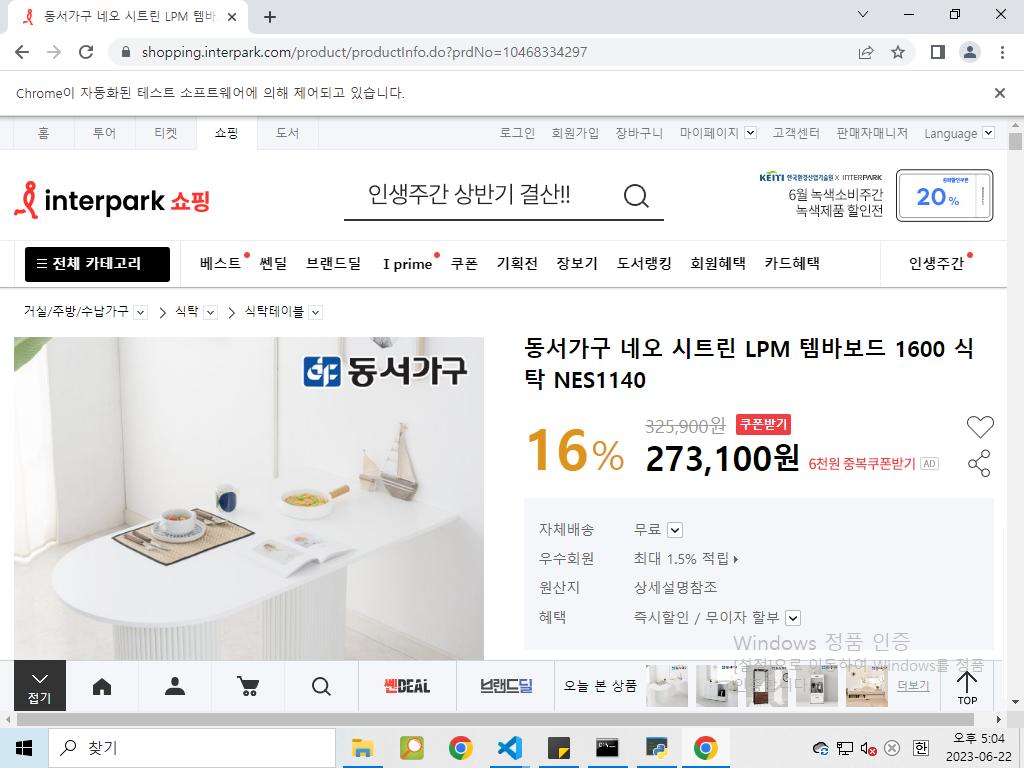 동서가구 네오 시트린 LPM 템바
shopping.interpark.com/product/productInfo.do?prdNo=10468334297
Chrome이 자동화된 테스트 소프트웨어에 의해 제어되고 있습니다.
홈 투어 티켓 쇼핑 도서 로그인 회원가입 장바구니 마이페이지 고객센터 판매자매니저 Language
interpark 쇼핑
인생주간 상반기 결산!!
KEITI 한국환경산업기술원 X INTERPARK
6월 녹색소비주간
녹색제품 할인전
20%
전체 카테고리 베스트 쎈딜 브랜드딜 I prime 쿠폰 기획전 장보기 도서랭킹 회원혜택 카드혜택 인생주간
거실/주방/수납가구 식탁 식탁테이블
동서가구
동서가구 네오 시트린 LPM 템바보드 1600 식
탁 NES1140
16%
325,900원 쿠폰받기
273,100원 6천원 중복쿠폰받기 AD
자체배송 무료
우수회원 최대 1.5% 적립
원산지 상세설명참조
혜택 즉시할인 / 무이자 할부
Windows 정품 인증
[설정]으로 이동하여 Windows를 정품
접기
쎈DEAL
브랜드딜
오늘 본 상품
더보기
TOP
찾기
한
오후 5:04
2023-06-22